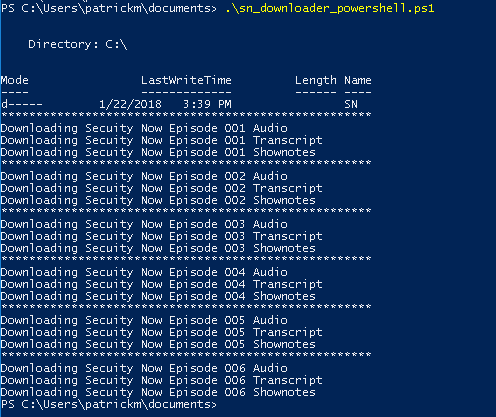 PS C:\Users\patrickm\documents> .\sn_downloader_powershell.ps1
Directory: C:\
Mode LastWriteTime Length Name
---- ------------- ------ ----
d----- 1/22/2018 3:39 PM SN
*****************************************************
Downloading Secuity Now Episode 001 Audio
Downloading Secuity Now Episode 001 Transcript
Downloading Secuity Now Episode 001 Shownotes
*****************************************************
Downloading Secuity Now Episode 002 Audio
Downloading Secuity Now Episode 002 Transcript
Downloading Secuity Now Episode 002 Shownotes
*****************************************************
Downloading Secuity Now Episode 003 Audio
Downloading Secuity Now Episode 003 Transcript
Downloading Secuity Now Episode 003 Shownotes
*****************************************************
Downloading Secuity Now Episode 004 Audio
Downloading Secuity Now Episode 004 Transcript
Downloading Secuity Now Episode 004 Shownotes
*****************************************************
Downloading Secuity Now Episode 005 Audio
Downloading Secuity Now Episode 005 Transcript
Downloading Secuity Now Episode 005 Shownotes
*****************************************************
Downloading Secuity Now Episode 006 Audio
Downloading Secuity Now Episode 006 Transcript
Downloading Secuity Now Episode 006 Shownotes
PS C:\Users\patrickm\documents>